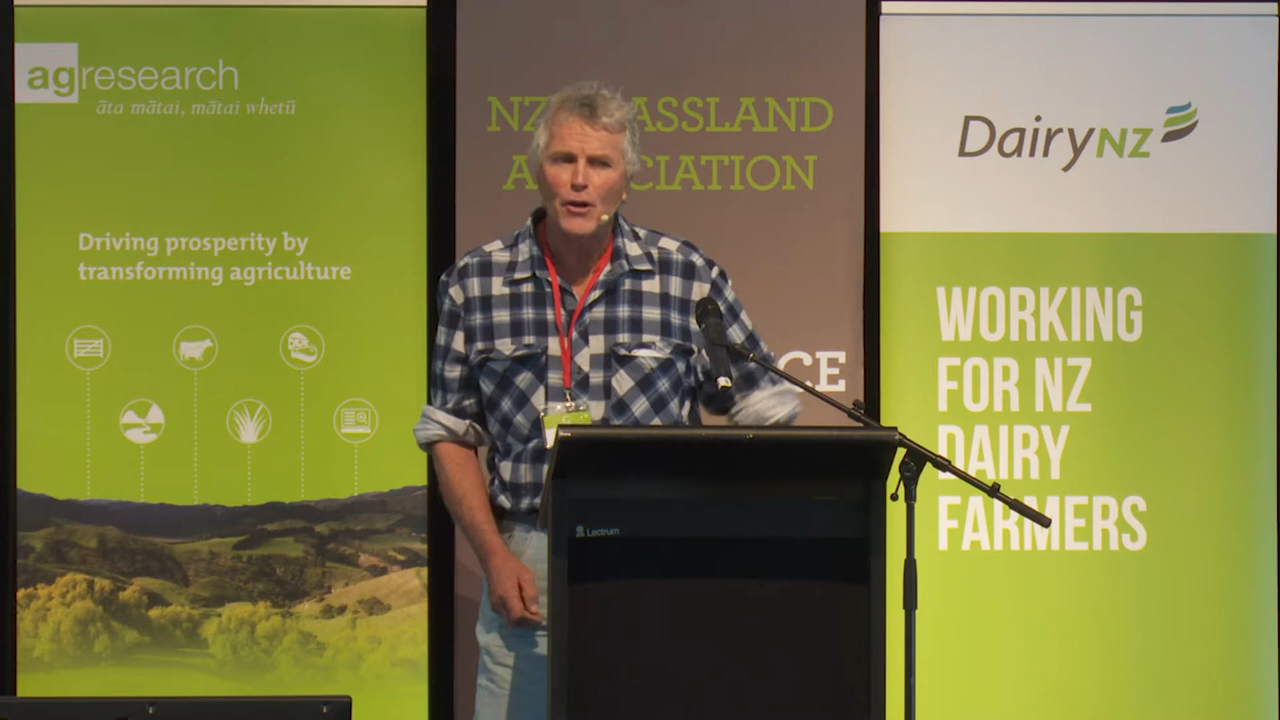 agresearch
āta mātai, mātai whetū
Driving prosperity by
transforming agriculture
NZ ASSLAND
A CIATION
CE
DairyNZ
WORKING
FOR NZ
DAIRY
FARMERS
Lectrum